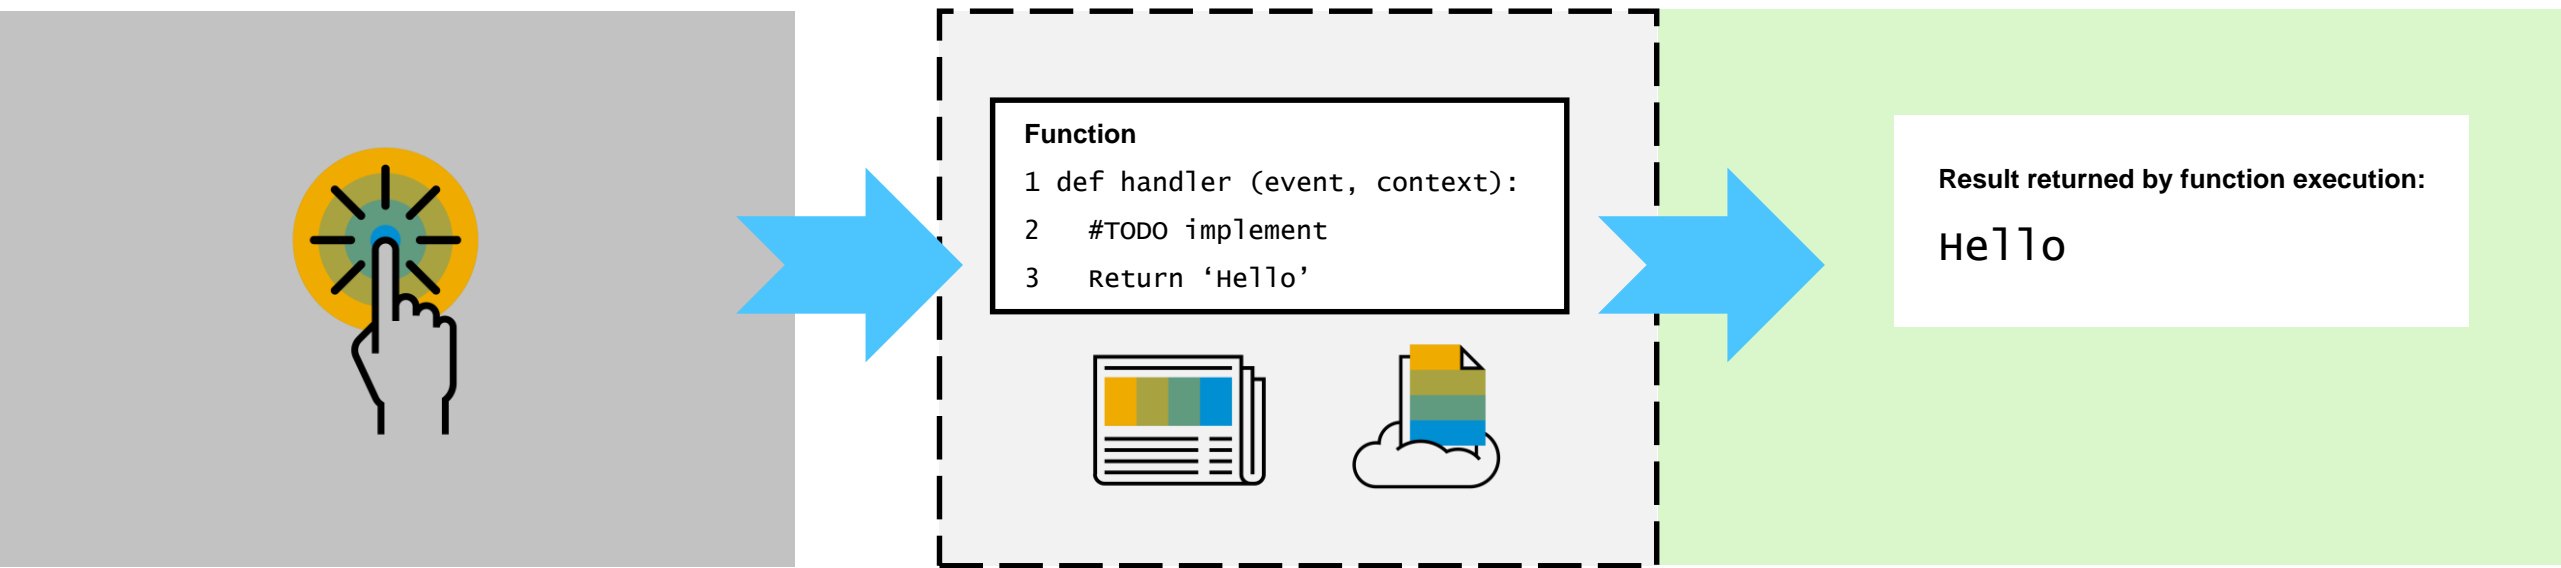 Function
1 def handler (event, context):
2   #TODO implement
3   Return ‘Hello’
Result returned by function execution:
Hello